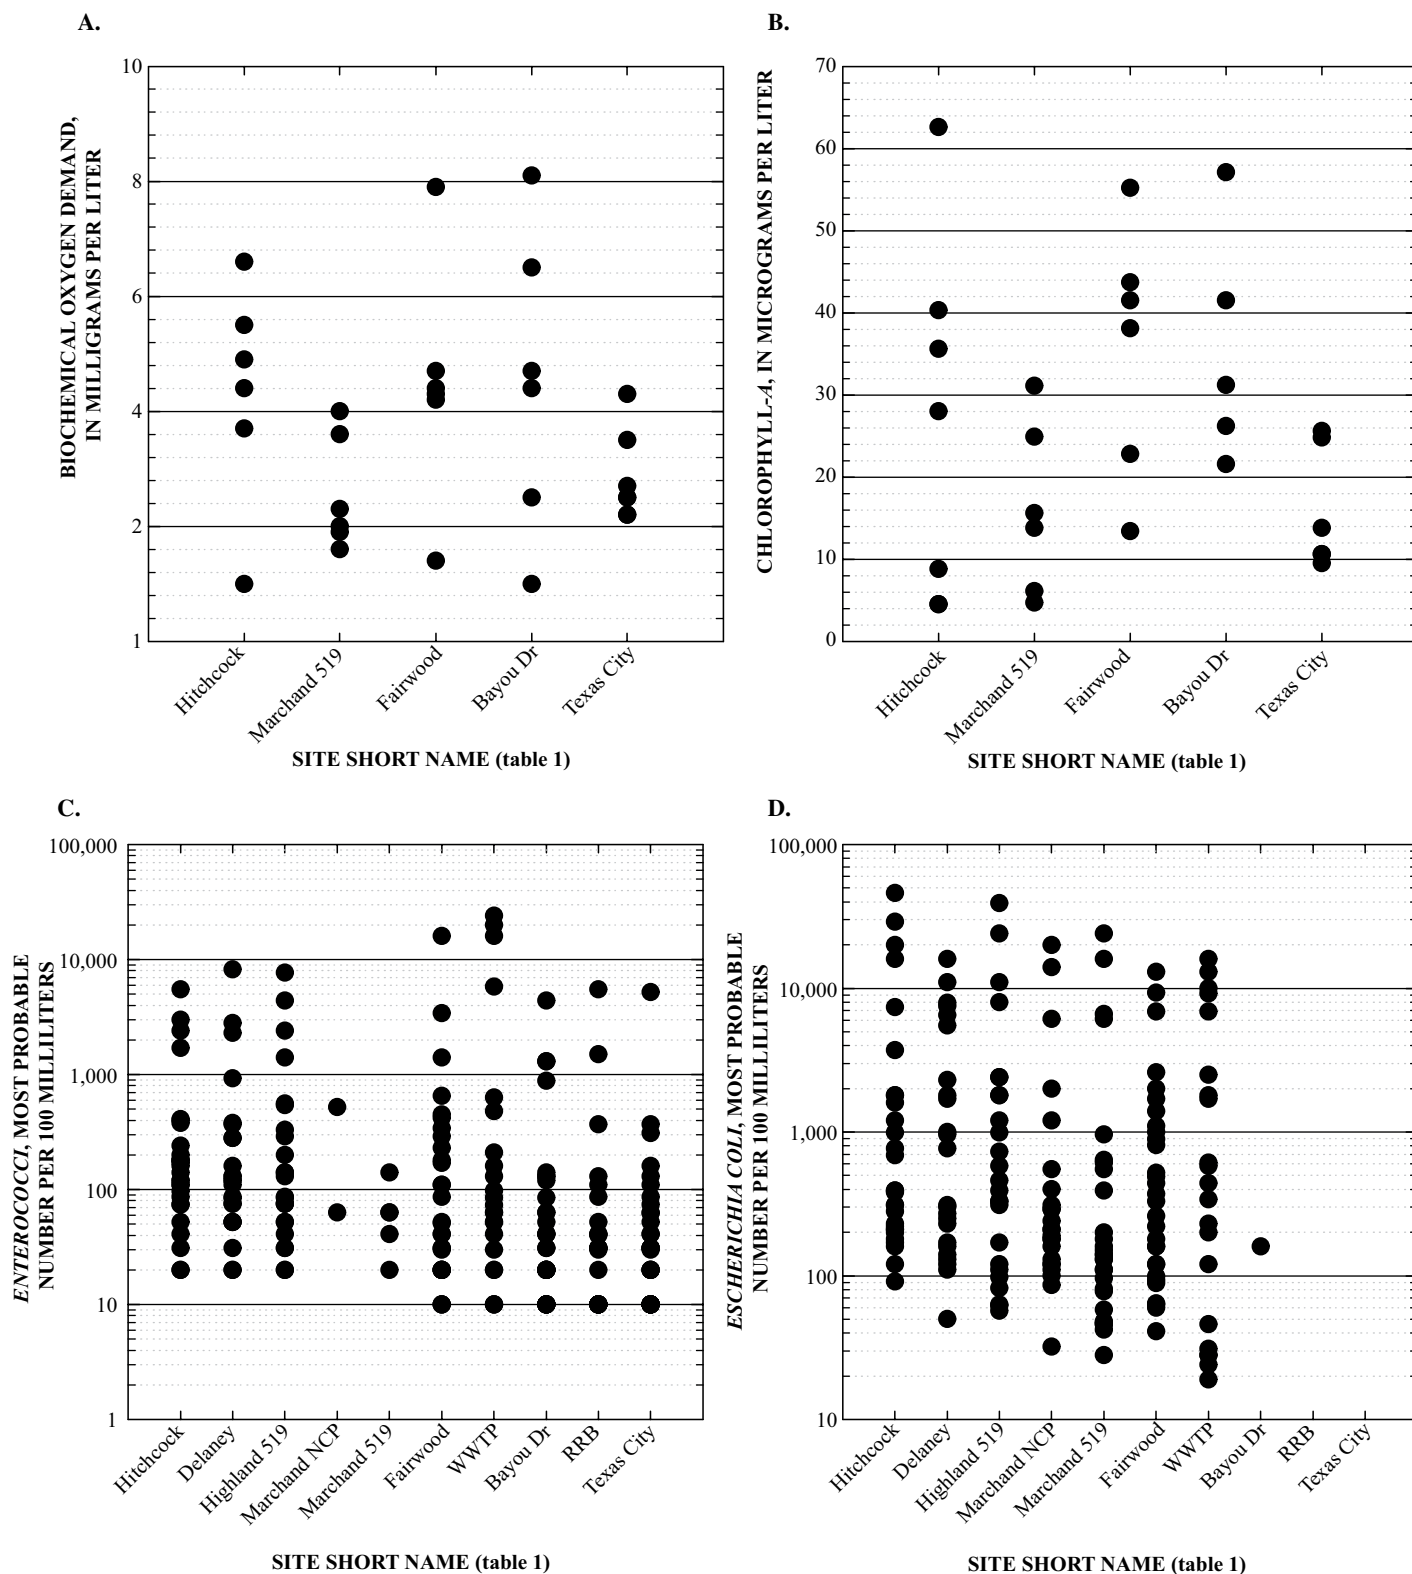 A.
BIOCHEMICAL OXYGEN DEMAND,
IN MILLIGRAMS PER LITER
10
8
6
4
2
1
Hitchcock
Marchand 519
Fairwood
Bayou Dr
Texas City
SITE SHORT NAME (table 1)
B.
CHLOROPHYLL-A, IN MICROGRAMS PER LITER
70
60
50
40
30
20
10
0
Hitchcock
Marchand 519
Fairwood
Bayou Dr
Texas City
SITE SHORT NAME (table 1)
C.
ENTEROCOCCI, MOST PROBABLE
NUMBER PER 100 MILLILITERS
100,000
10,000
1,000
100
10
1
Hitchcock
Delaney
Highland 519
Marchand NCP
Marchand 519
Fairwood
WWTP
Bayou Dr
RRB
Texas City
SITE SHORT NAME (table 1)
D.
ESCHERICHIA COLI, MOST PROBABLE
NUMBER PER 100 MILLILITERS
100,000
10,000
1,000
100
10
Hitchcock
Delaney
Highland 519
Marchand NCP
Marchand 519
Fairwood
WWTP
Bayou Dr
RRB
Texas City
SITE SHORT NAME (table 1)